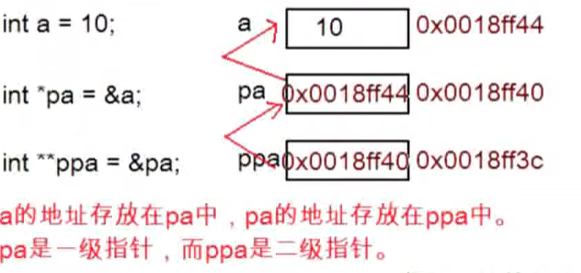 int a = 10; a 10 0x0018ff44
int *pa = &a; pa 0x0018ff44 0x0018ff40
int **ppa = &pa; ppa 0x0018ff40 0x0018ff3c
a的地址存放在pa中，pa的地址存放在ppa中。
pa是一级指针，而ppa是二级指针。